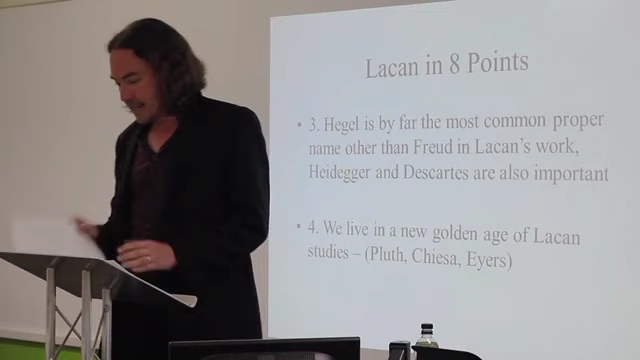 Lacan in 8 Points
• 3. Hegel is by far the most common proper
name other than Freud in Lacan's work,
Heidegger and Descartes are also important
• 4. We live in a new golden age of Lacan
studies – (Pluth, Chiesa, Eyers)